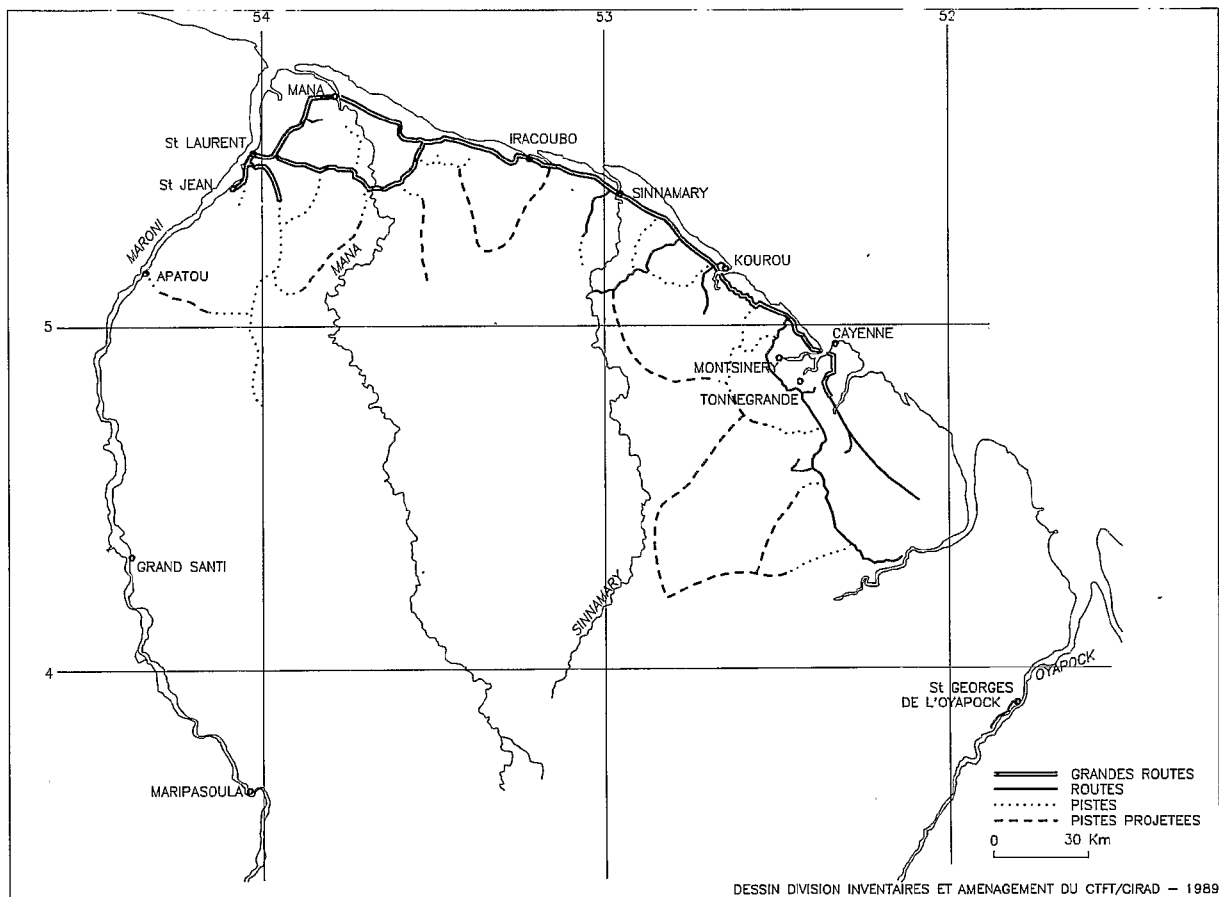 54
53
52
MANA
St LAURENT
IRACOUBO
St JEAN
SINNAMARY
MARONI
MANA
KOUROU
APATOU
5
CAYENNE
MONTSINERY
TONNEGRANDE
GRAND SANTI
SINNAMARY
4
OYAPOCK
St GEORGES
DE L'OYAPOCK
MARIPASOULA
GRANDES ROUTES
ROUTES
PISTES
PISTES PROJETEES
0 30 Km
DESSIN DIVISION INVENTAIRES ET AMENAGEMENT DU CTFT/CIRAD – 1989